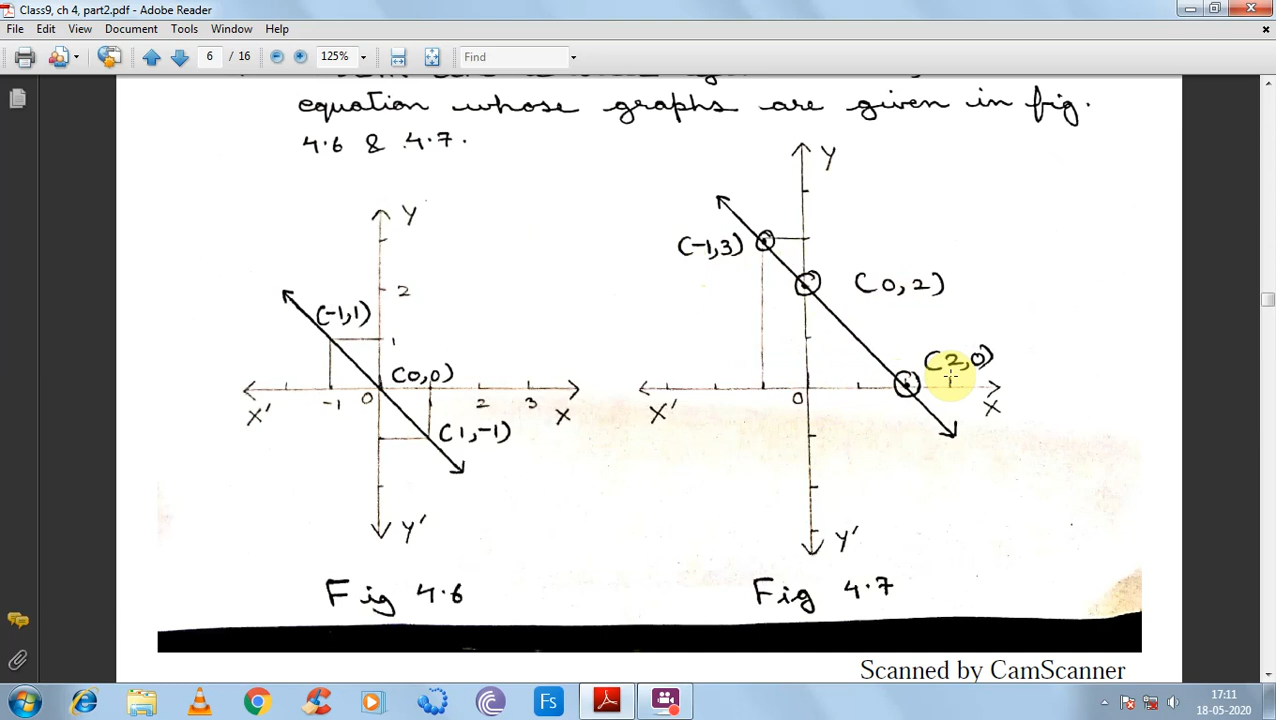 Class9, ch 4, part2.pdf - Adobe Reader
File Edit View Document Tools Window Help
6 / 16 125% Find
equation whose graphs are given in fig.
4.6 & 4.7.
Y
2
(-1,1)
1
(0,0)
X' -1 0 2 3 X
(1,-1)
Y'
Fig 4.6
Y
(-1,3)
(0,2)
(2,0)
X' 0 X
Y'
Fig 4.7
Scanned by CamScanner
Fs
17:11
18-05-2020